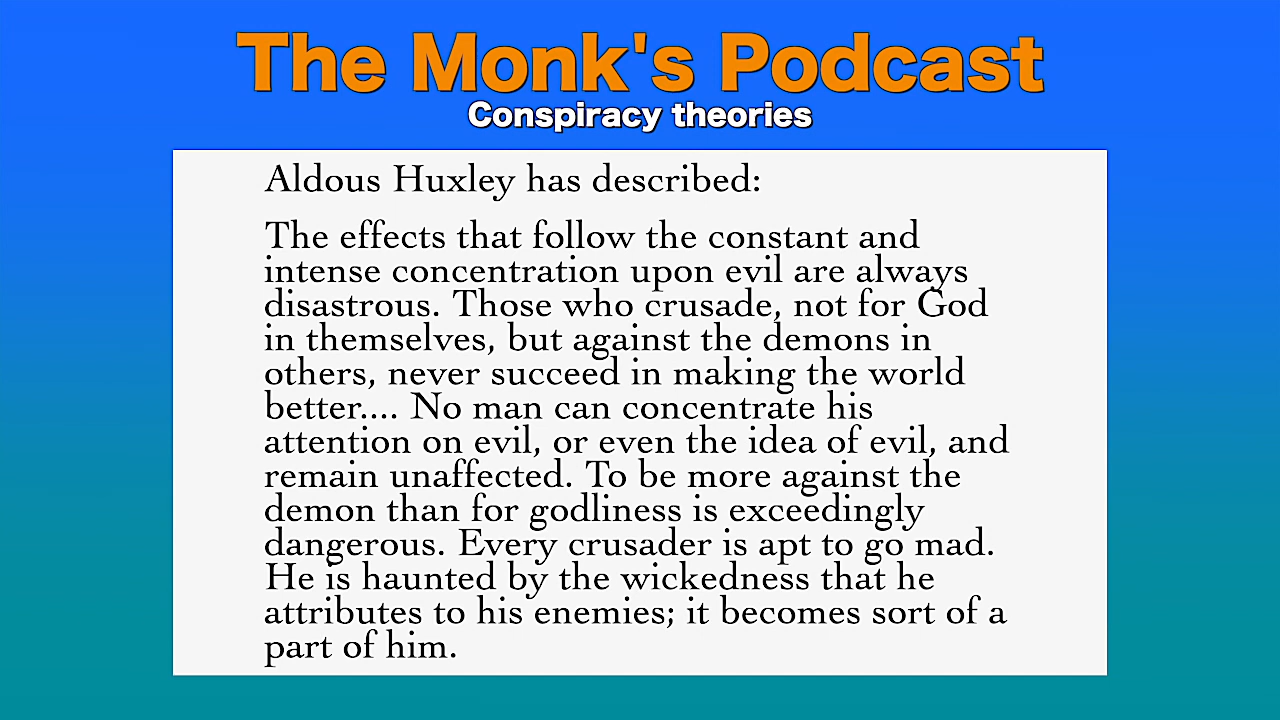 The Monk's Podcast
Conspiracy theories
Aldous Huxley has described:
The effects that follow the constant and
intense concentration upon evil are always
disastrous. Those who crusade, not for God
in themselves, but against the demons in
others, never succeed in making the world
better.... No man can concentrate his
attention on evil, or even the idea of evil, and
remain unaffected. To be more against the
demon than for godliness is exceedingly
dangerous. Every crusader is apt to go mad.
He is haunted by the wickedness that he
attributes to his enemies; it becomes sort of a
part of him.